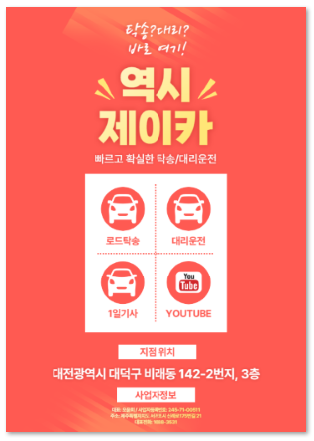 탁송?대리?
바로 여기!
역시
제이카
빠르고 확실한 탁송/대리운전
로드탁송
대리운전
1일기사
You
Tube
YOUTUBE
지점 위치
대전광역시 대덕구 비래동 142-2번지, 3층
사업자정보